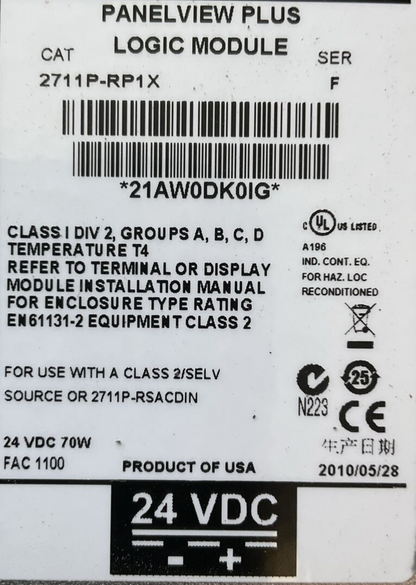 PANELVIEW PLUS
LOGIC MODULE
CAT
SER
2711P-RP1X
F
*21AW0DK0IG*
CLASS I DIV 2, GROUPS A, B, C, D
TEMPERATURE T4
REFER TO TERMINAL OR DISPLAY
MODULE INSTALLATION MANUAL
FOR ENCLOSURE TYPE RATING
EN61131-2 EQUIPMENT CLASS 2
C UL US LISTED
A196
IND. CONT. EQ.
FOR HAZ. LOC
RECONDITIONED
FOR USE WITH A CLASS 2/SELV
SOURCE OR 2711P-RSACDIN
25
N223
CE
24 VDC 70W
FAC 1100
PRODUCT OF USA
生产日期
2010/05/28
24 VDC
- +